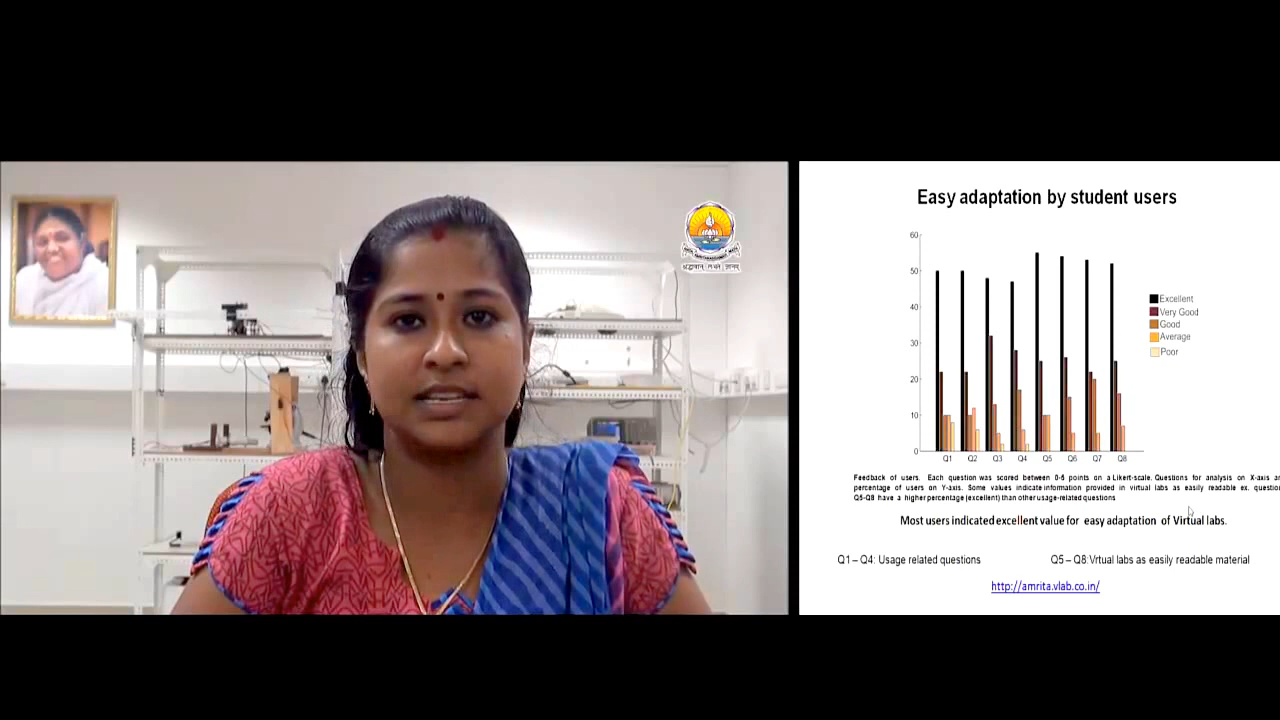 श्रद्धावान् लभते ज्ञानम्
Easy adaptation by student users
60
50
40
30
20
10
0
Q1 Q2 Q3 Q4 Q5 Q6 Q7 Q8
Excellent
Very Good
Good
Average
Poor
Feedback of users. Each question was scored between 0-5 points on a Likert-scale. Questions for analysis on X-axis an
percentage of users on Y-axis. Some values indicate information provided in virtual labs as easily readable ex. question
Q5-Q8 have a higher percentage (excellent) than other usage-related questions
Most users indicated excellent value for easy adaptation of Virtual labs.
Q1 – Q4: Usage related questions
Q5 – Q8: Vrtual labs as easily readable material
http://amrita.vlab.co.in/